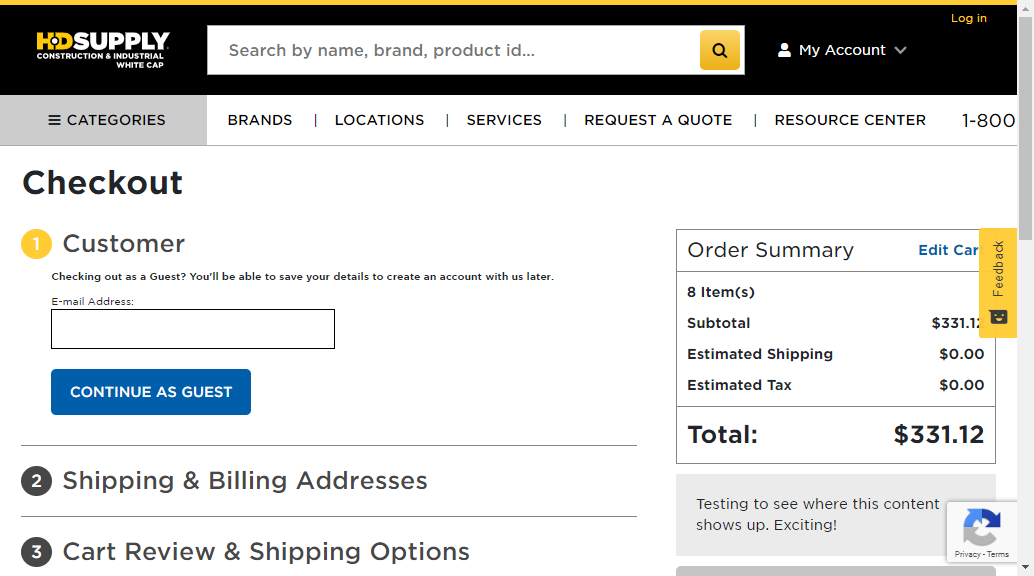 Log in
HD SUPPLY
CONSTRUCTION & INDUSTRIAL
WHITE CAP
Search by name, brand, product id...
My Account
CATEGORIES
BRANDS | LOCATIONS | SERVICES | REQUEST A QUOTE | RESOURCE CENTER 1-800
Checkout
1 Customer
Checking out as a Guest? You'll be able to save your details to create an account with us later.
E-mail Address:
CONTINUE AS GUEST
2 Shipping & Billing Addresses
3 Cart Review & Shipping Options
Order Summary Edit Car
8 Item(s)
Subtotal $331.12
Estimated Shipping $0.00
Estimated Tax $0.00
Total: $331.12
Feedback
Testing to see where this content
shows up. Exciting!
Privacy - Terms